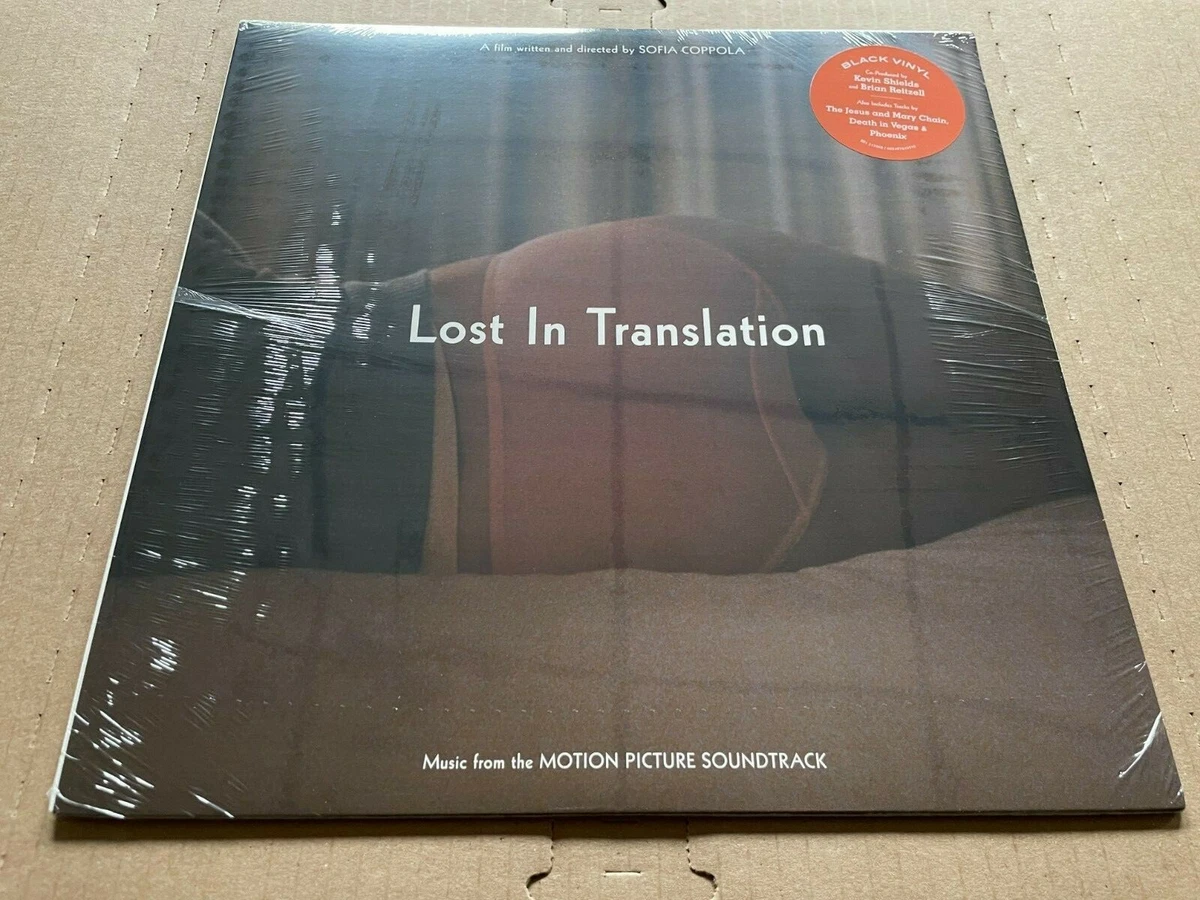 A film written and directed by SOFIA COPPOLA
BLACK VINYL
Co-Produced by
Kevin Shields
and Brian Reitzell
Also Includes Tracks by
The Jesus and Mary Chain,
Death in Vegas &
Phoenix
Lost In Translation
Music from the MOTION PICTURE SOUNDTRACK